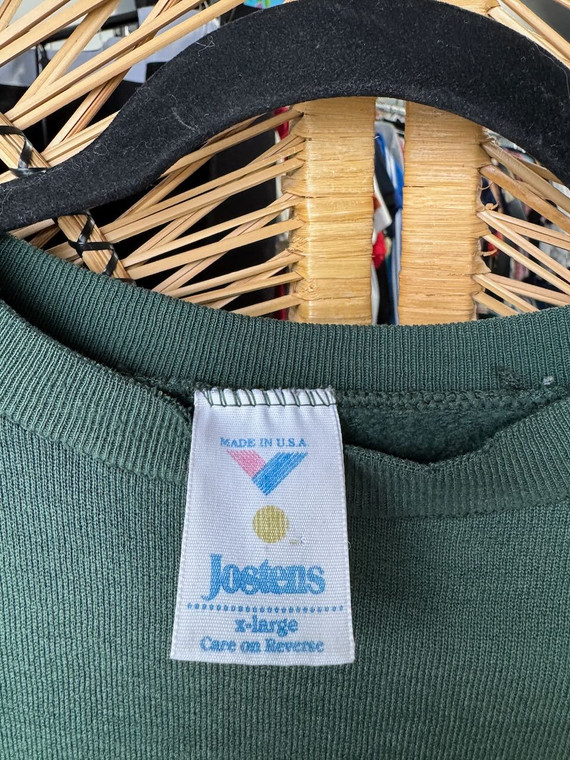 MADE IN U.S.A.
Jostens
x-large
Care on Reverse